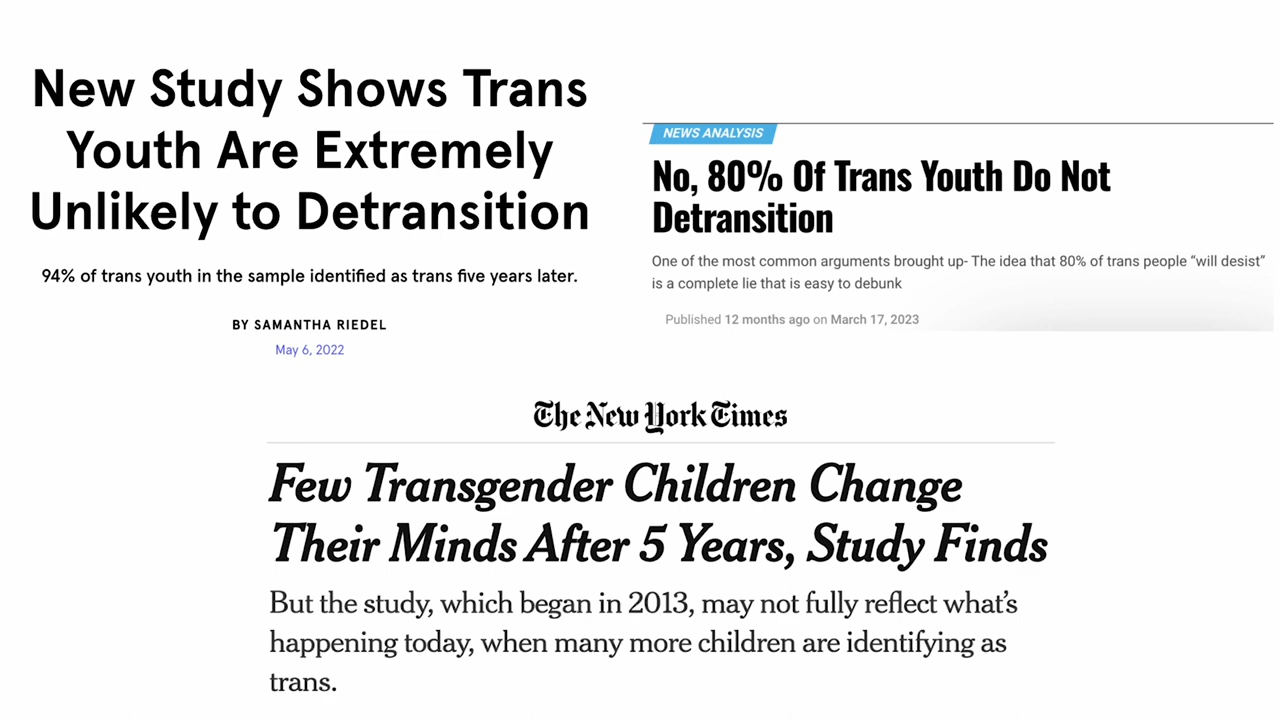 New Study Shows Trans
Youth Are Extremely
Unlikely to Detransition
94% of trans youth in the sample identified as trans five years later.
BY SAMANTHA RIEDEL
May 6, 2022
NEWS ANALYSIS
No, 80% Of Trans Youth Do Not
Detransition
One of the most common arguments brought up- The idea that 80% of trans people “will desist”
is a complete lie that is easy to debunk
Published 12 months ago on March 17, 2023
The New York Times
Few Transgender Children Change
Their Minds After 5 Years, Study Finds
But the study, which began in 2013, may not fully reflect what’s
happening today, when many more children are identifying as
trans.